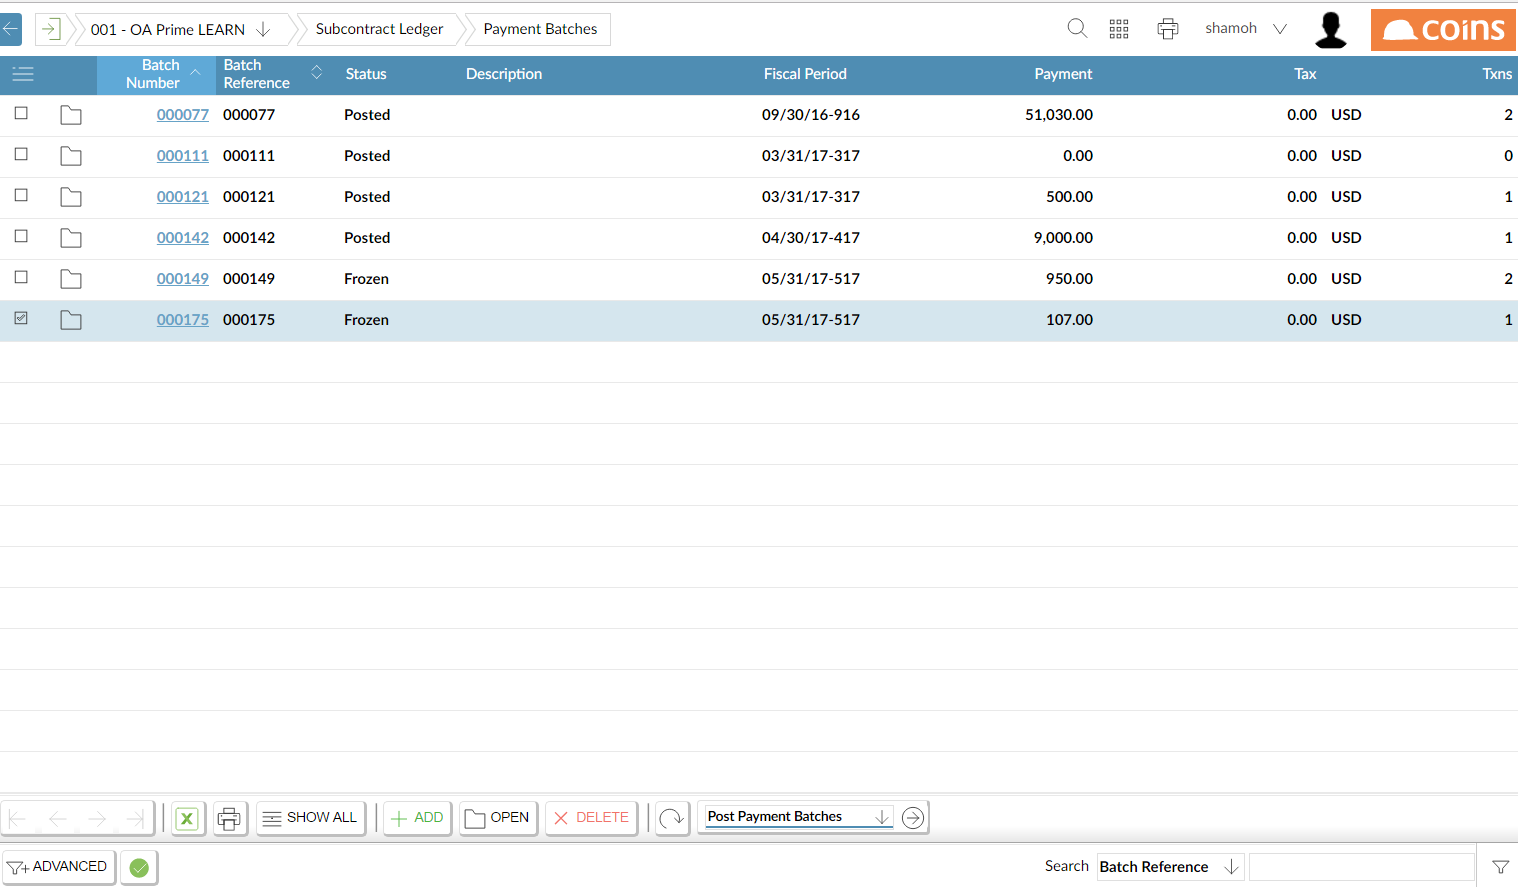 001 - OA Prime LEARN Subcontract Ledger Payment Batches shamoh coins
Batch Number Batch Reference Status Description Fiscal Period Payment Tax Txns
000077 000077 Posted 09/30/16-916 51,030.00 0.00 USD 2
000111 000111 Posted 03/31/17-317 0.00 0.00 USD 0
000121 000121 Posted 03/31/17-317 500.00 0.00 USD 1
000142 000142 Posted 04/30/17-417 9,000.00 0.00 USD 1
000149 000149 Frozen 05/31/17-517 950.00 0.00 USD 2
000175 000175 Frozen 05/31/17-517 107.00 0.00 USD 1
X SHOW ALL ADD OPEN DELETE Post Payment Batches
ADVANCED Search Batch Reference